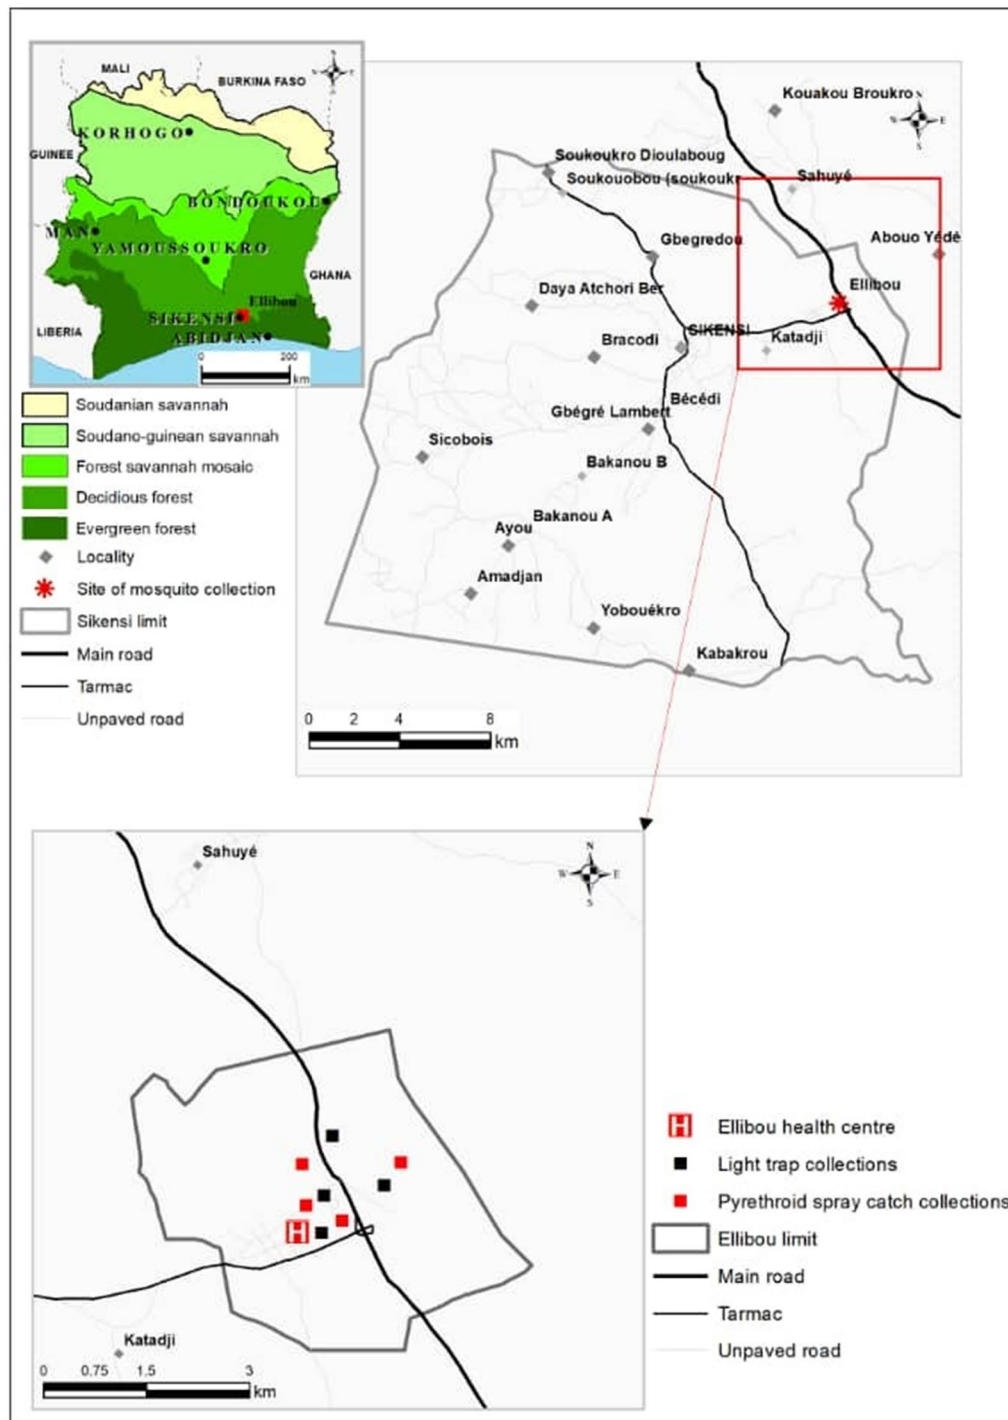 MALI
BURKINA FASO
N
KORHOGO
GUINEE
BONDOUKOU
MAN
YAMOUSSOUKRO
GHANA
Ellibou
SIKENSI
LIBERIA
ABIDJAN
0 200
km
Soudanian savannah
Soudano-guinean savannah
Forest savannah mosaic
Decidious forest
Evergreen forest
Locality
Site of mosquito collection
Sikensi limit
Main road
Tarmac
Unpaved road
Kouakou Broukro
N
W E
S
Soukoukro Dioulaboug
Soukouobou (soukoukr
Sahuyé
Gbegredou
Abouo Yédé
Daya Atchori Ber
Ellibou
SIKENSI
Bracodi
Katadji
Bécédi
Gbégré Lambert
Sicobois
Bakanou B
Bakanou A
Ayou
Amadjan
Yobouékro
Kabakrou
0 2 4 8
km
Sahuyé
N
W E
S
H
Katadji
0 0.75 1.5 3
km
H Ellibou health centre
Light trap collections
Pyrethroid spray catch collections
Ellibou limit
Main road
Tarmac
Unpaved road